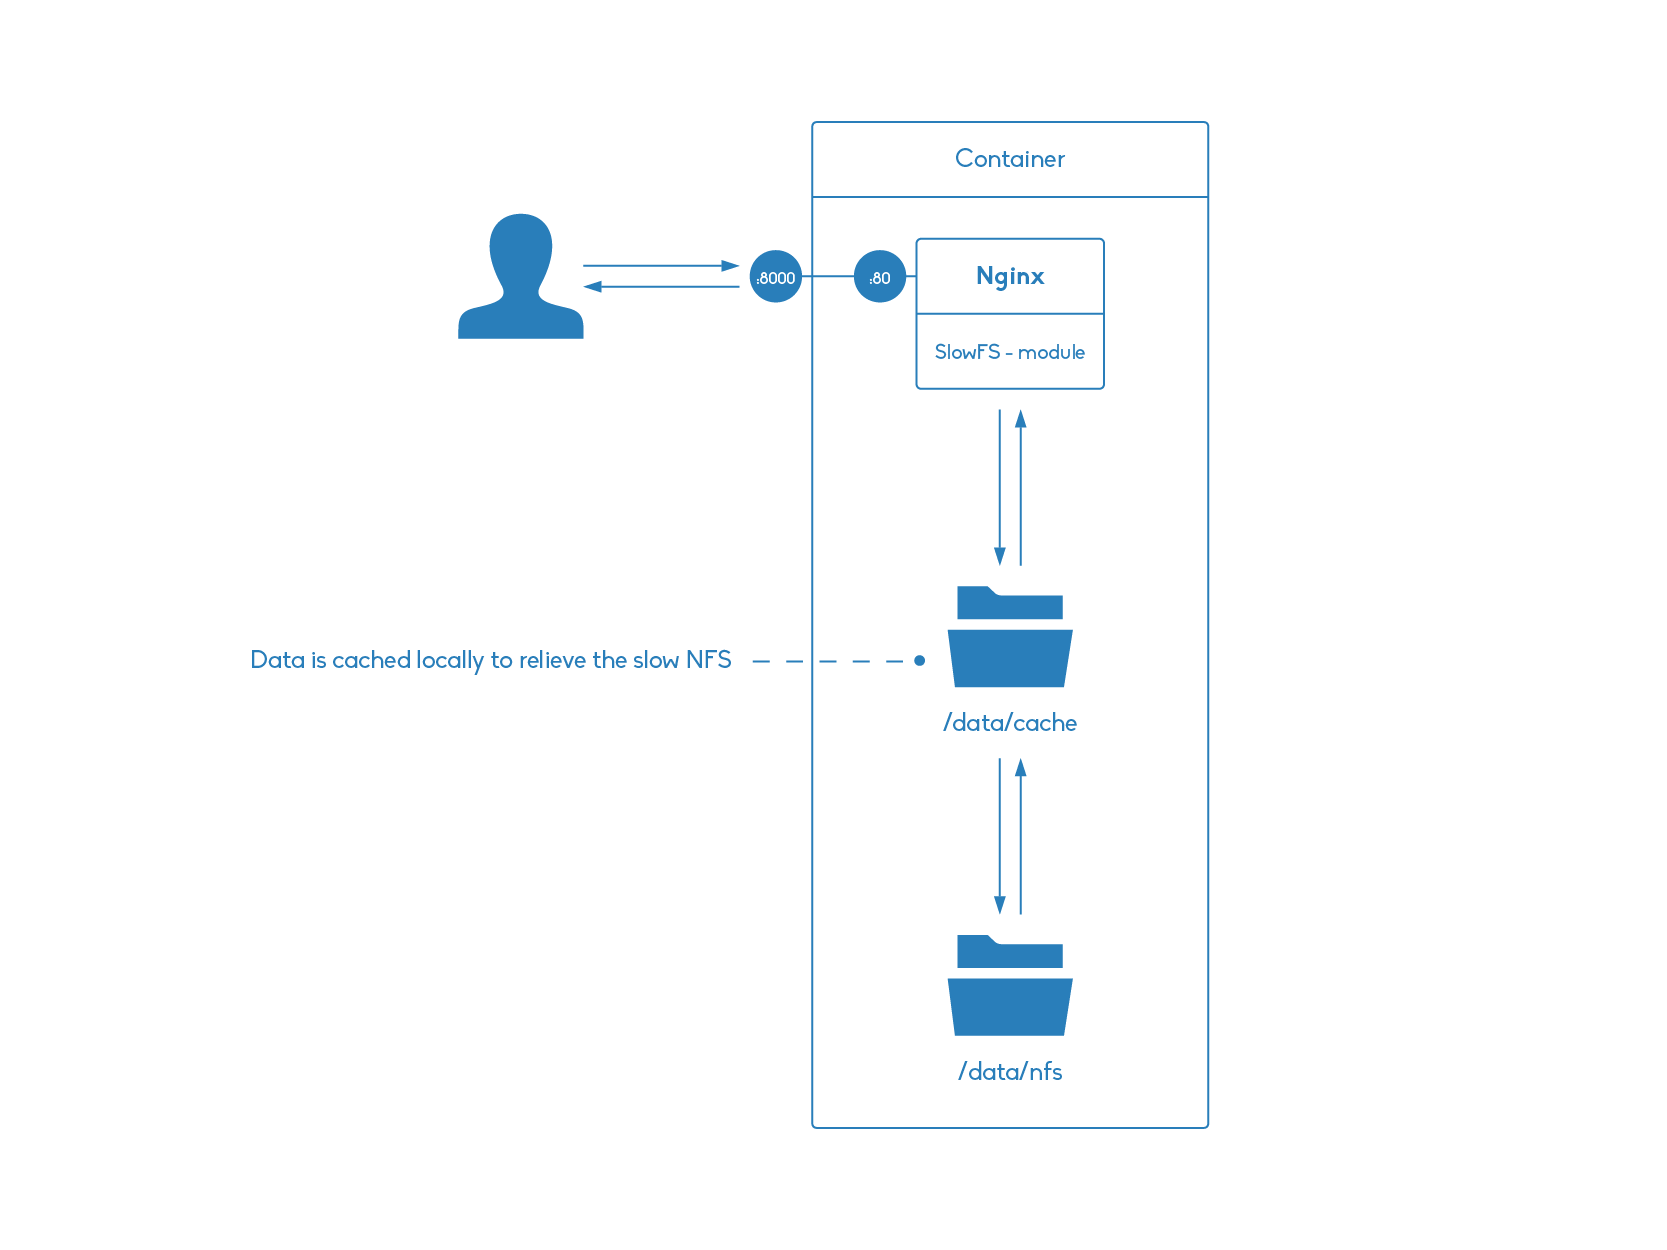 Container
:8000
:80
Nginx
SlowFS - module
Data is cached locally to relieve the slow NFS
/data/cache
/data/nfs